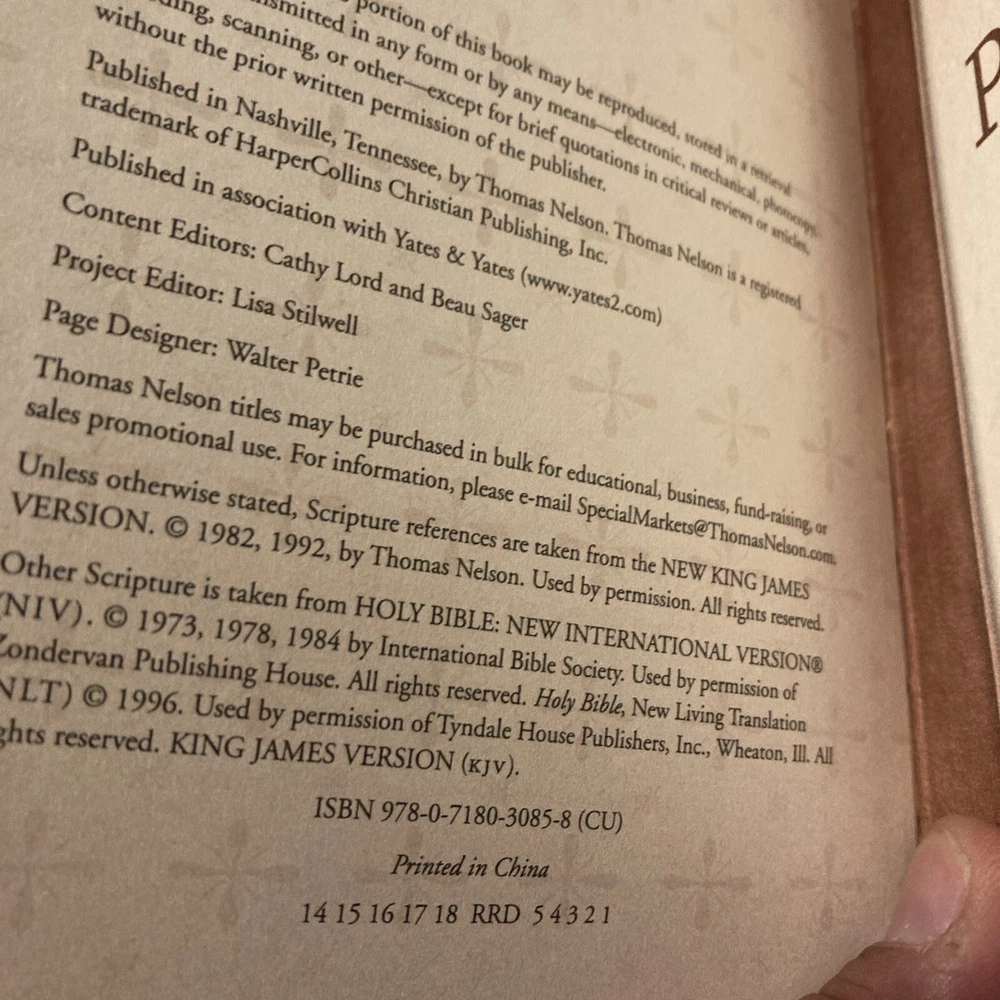 portion of this book may be reproduced, stored in a retrieval
transmitted in any form or by any means—electronic, mechanical, photocopy,
scanning, or other—except for brief quotations in critical reviews or articles,
without the prior written permission of the publisher.
Published in Nashville, Tennessee, by Thomas Nelson. Thomas Nelson is a registered
trademark of HarperCollins Christian Publishing, Inc.
Published in association with Yates & Yates (www.yates2.com)
Content Editors: Cathy Lord and Beau Sager
Project Editor: Lisa Stilwell
Page Designer: Walter Petrie
Thomas Nelson titles may be purchased in bulk for educational, business, fund-raising, or
sales promotional use. For information, please e-mail SpecialMarkets@ThomasNelson.com.
Unless otherwise stated, Scripture references are taken from the NEW KING JAMES
VERSION. © 1982, 1992, by Thomas Nelson. Used by permission. All rights reserved.
Other Scripture is taken from HOLY BIBLE: NEW INTERNATIONAL VERSION®
(NIV). © 1973, 1978, 1984 by International Bible Society. Used by permission of
Zondervan Publishing House. All rights reserved. Holy Bible, New Living Translation
NLT) © 1996. Used by permission of Tyndale House Publishers, Inc., Wheaton, Ill. All
ghts reserved. KING JAMES VERSION (KJV).
ISBN 978-0-7180-3085-8 (CU)
Printed in China
14 15 16 17 18 RRD 5 4 3 2 1
P